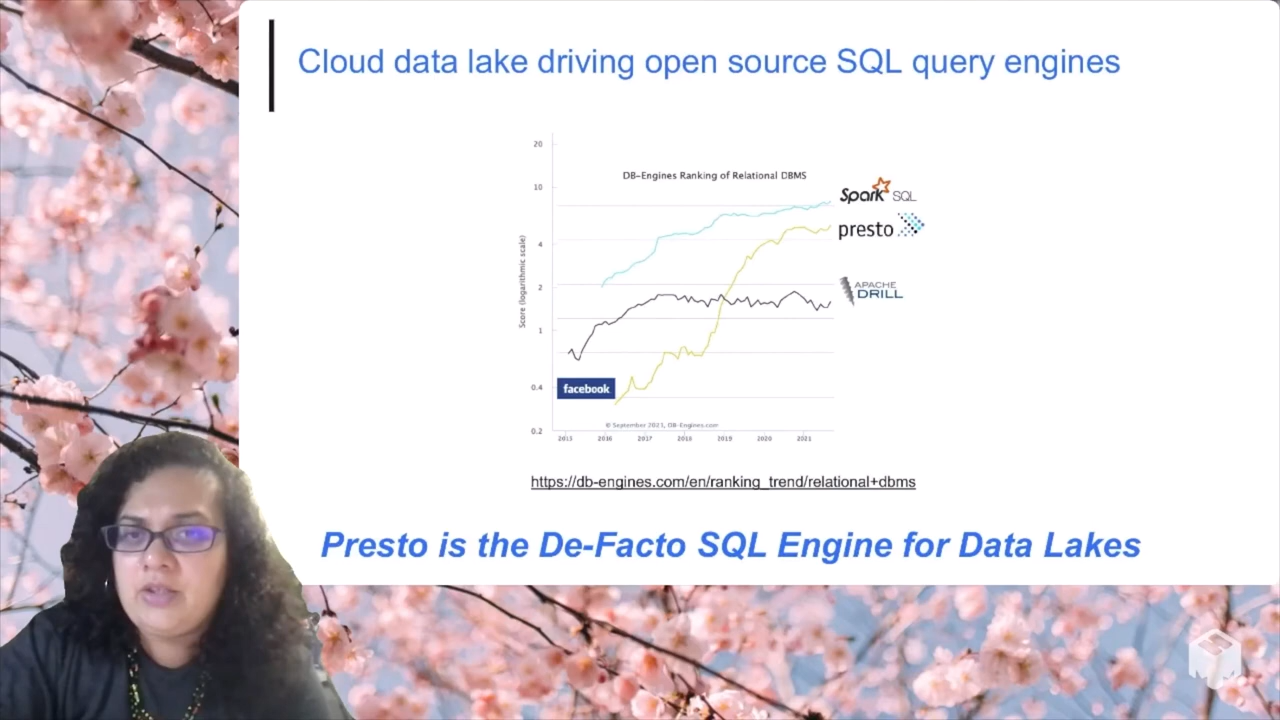 Cloud data lake driving open source SQL query engines
20
DB-Engines Ranking of Relational DBMS
10
Spark SQL
presto
4
Score (logarithmic scale)
2
APACHE
DRILL
1
0.4
facebook
© September 2021, DB-Engines.com
0.2
2015 2016 2017 2018 2019 2020 2021
https://db-engines.com/en/ranking_trend/relational+dbms
Presto is the De-Facto SQL Engine for Data Lakes